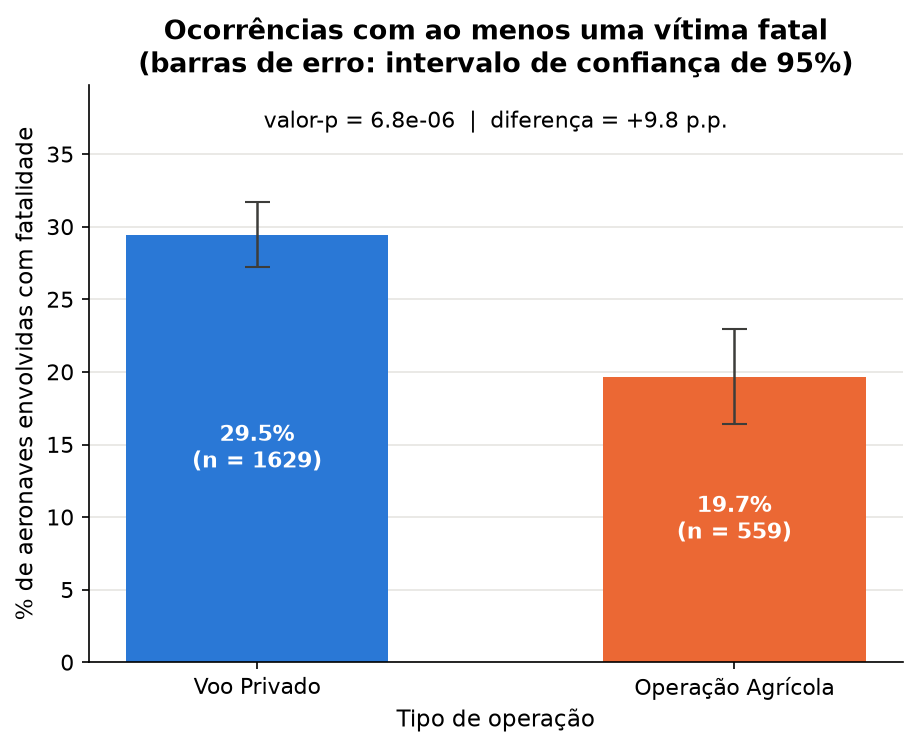 Ocorrências com ao menos uma vítima fatal
(barras de erro: intervalo de confiança de 95%)
valor-p = 6.8e-06 | diferença = +9.8 p.p.
% de aeronaves envolvidas com fatalidade
35
30
25
20
15
10
5
0
29.5%
(n = 1629)
19.7%
(n = 559)
Voo Privado
Operação Agrícola
Tipo de operação